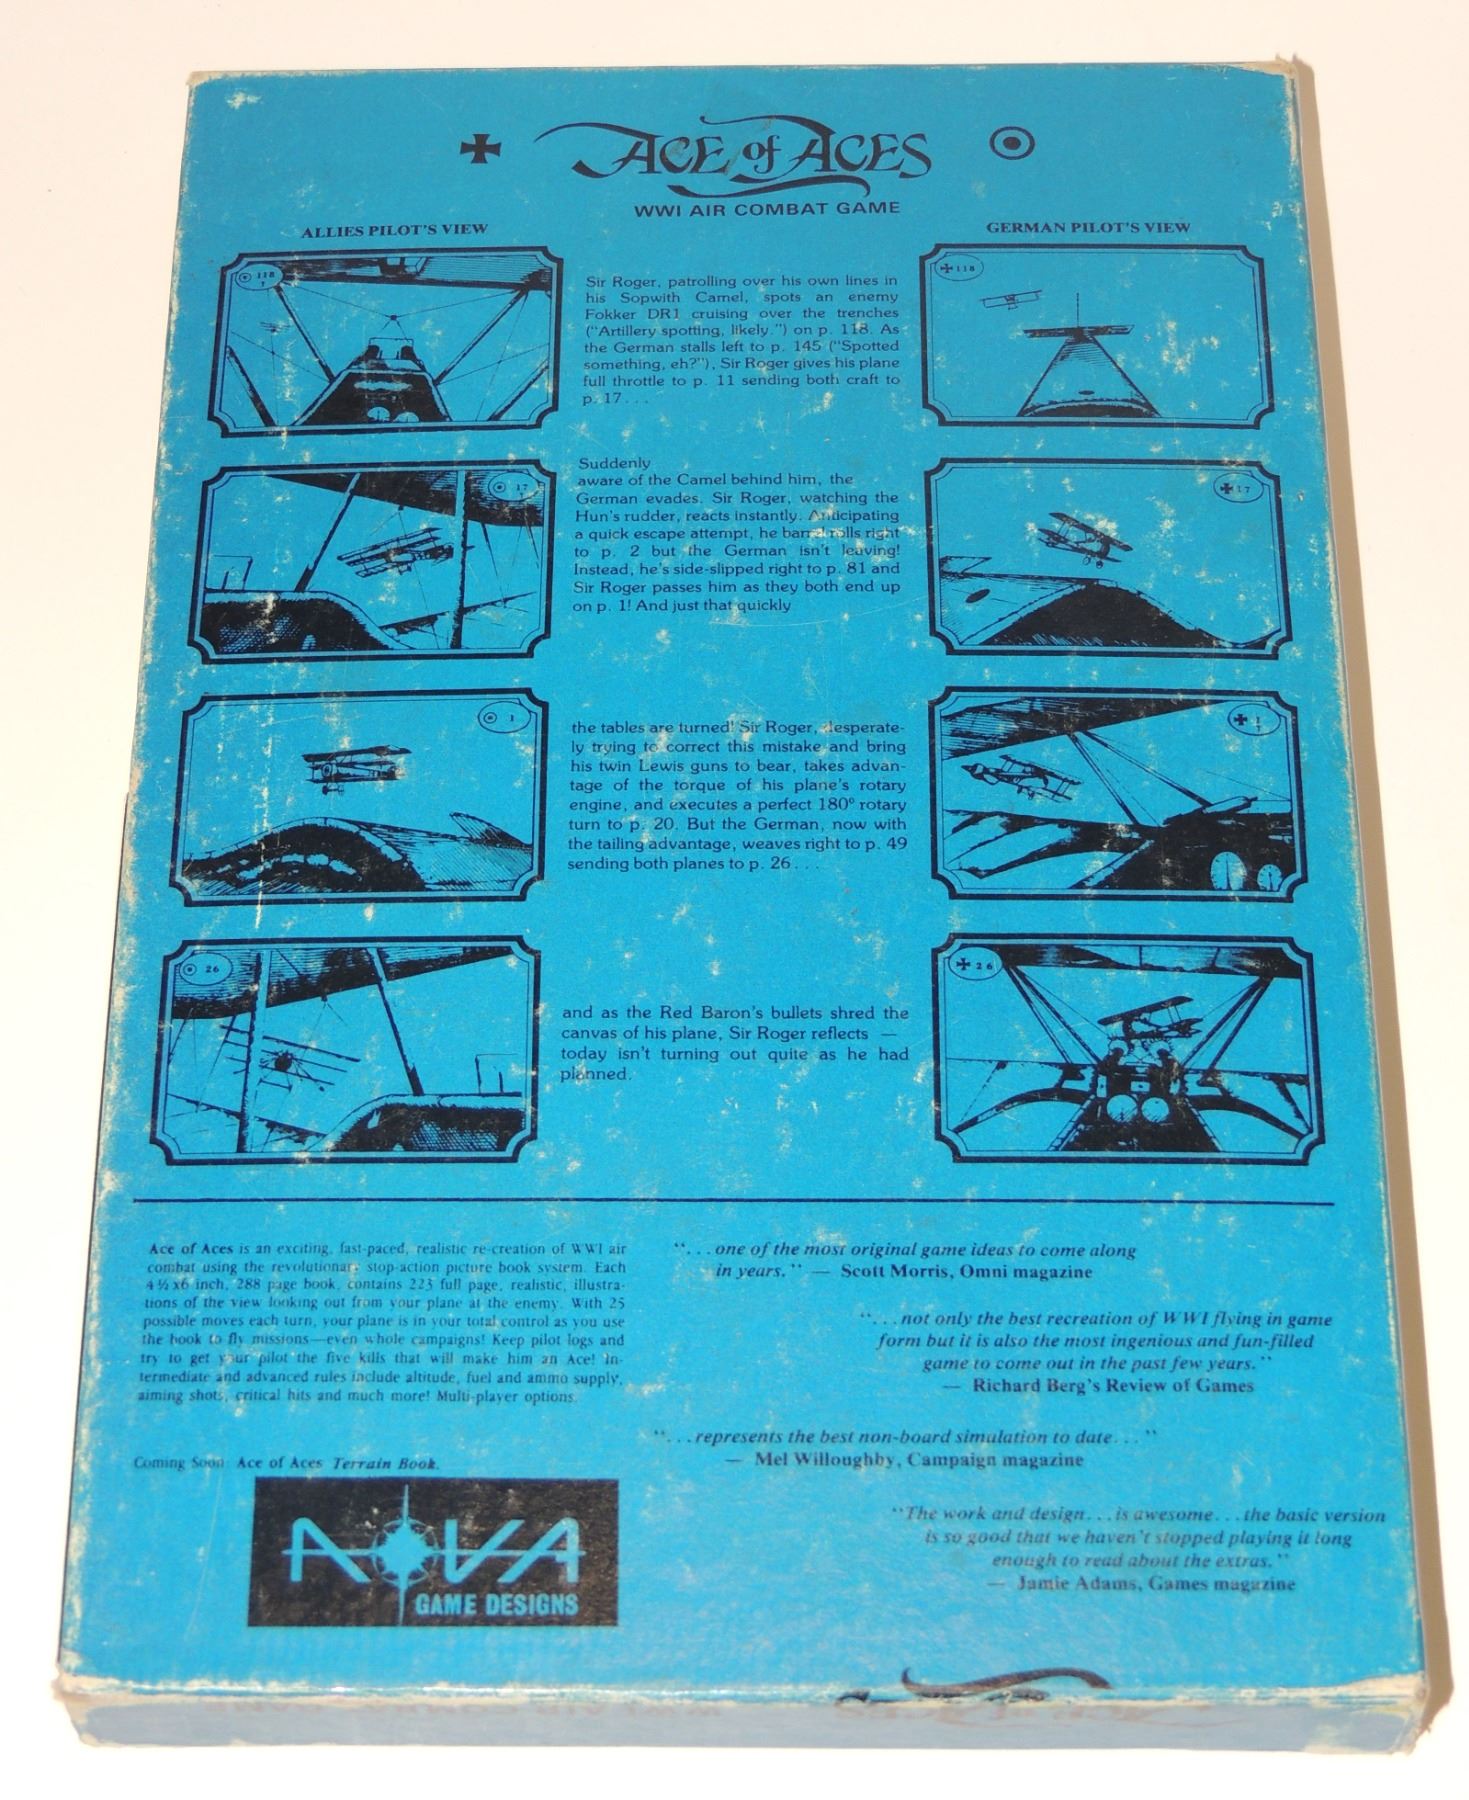 ACE of ACES
WWI AIR COMBAT GAME
ALLIES PILOT'S VIEW
GERMAN PILOT'S VIEW
118
T
Sir Roger, patrolling over his own lines in
his Sopwith Camel, spots an enemy
Fokker DR1 cruising over the trenches
("Artillery spotting, likely.") on p. 118. As
the German stalls left to p. 145 ("Spotted
something, eh?"), Sir Roger gives his plane
full throttle to p. 11 sending both craft to
p. 17...
118
17
T
Suddenly
aware of the Camel behind him, the
German evades. Sir Roger, watching the
Hun's rudder, reacts instantly. Anticipating
a quick escape attempt, he barrel rolls right
to p. 2 but the German isn't leaving!
Instead, he's side-slipped right to p. 81 and
Sir Roger passes him as they both end up
on p. 1! And just that quickly
17
1
the tables are turned! Sir Roger, desperate-
ly trying to correct this mistake and bring
his twin Lewis guns to bear, takes advan-
tage of the torque of his plane's rotary
engine, and executes a perfect 180° rotary
turn to p. 20. But the German, now with
the tailing advantage, weaves right to p. 49
sending both planes to p. 26...
1
T
26
and as the Red Baron's bullets shred the
canvas of his plane, Sir Roger reflects —
today isn't turning out quite as he had
planned.
26
Ace of Aces is an exciting, fast-paced, realistic re-creation of WWI air
combat using the revolutionary stop-action picture book system. Each
4½x6 inch, 288 page book, contains 223 full page, realistic, illustra-
tions of the view looking out from your plane at the enemy. With 25
possible moves each turn, your plane is in your total control as you use
the book to fly missions—even whole campaigns! Keep pilot logs and
try to get your pilot the five kills that will make him an Ace! In-
termediate and advanced rules include altitude, fuel and ammo supply,
aiming shots, critical hits and much more! Multi-player options.
Coming Soon: Ace of Aces Terrain Book.
NOVA
GAME DESIGNS
"...one of the most original game ideas to come along
in years." — Scott Morris, Omni magazine
"...not only the best recreation of WWI flying in game
form but it is also the most ingenious and fun-filled
game to come out in the past few years."
— Richard Berg's Review of Games
"...represents the best non-board simulation to date..."
— Mel Willoughby, Campaign magazine
"The work and design...is awesome...the basic version
is so good that we haven't stopped playing it long
enough to read about the extras."
— Jamie Adams, Games magazine